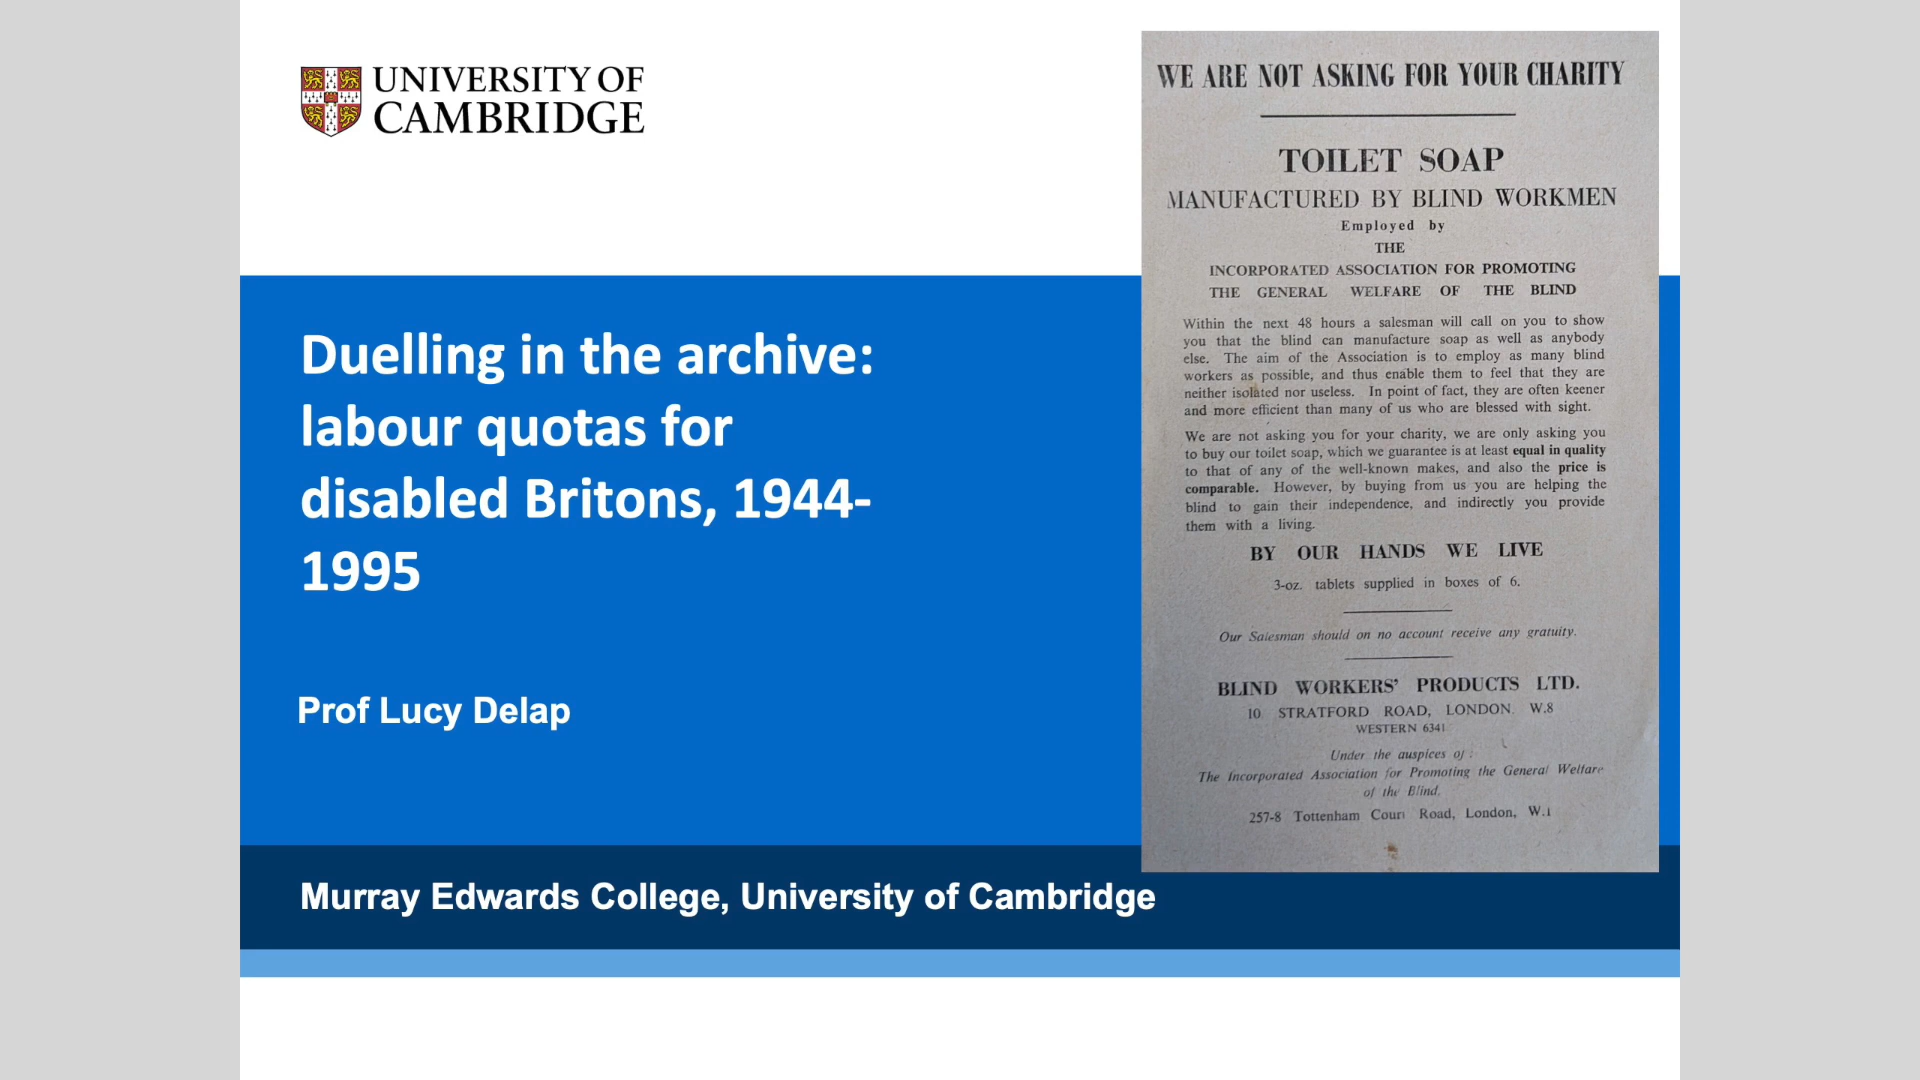 UNIVERSITY OF
CAMBRIDGE
Duelling in the archive:
labour quotas for
disabled Britons, 1944-
1995
Prof Lucy Delap
Murray Edwards College, University of Cambridge
WE ARE NOT ASKING FOR YOUR CHARITY
TOILET SOAP
MANUFACTURED BY BLIND WORKMEN
Employed by
THE
INCORPORATED ASSOCIATION FOR PROMOTING
THE GENERAL WELFARE OF THE BLIND
Within the next 48 hours a salesman will call on you to show
you that the blind can manufacture soap as well as anybody
else. The aim of the Association is to employ as many blind
workers as possible, and thus enable them to feel that they are
neither isolated nor useless. In point of fact, they are often keener
and more efficient than many of us who are blessed with sight.
We are not asking you for your charity, we are only asking you
to buy our toilet soap, which we guarantee is at least equal in quality
to that of any of the well-known makes, and also the price is
comparable. However, by buying from us you are helping the
blind to gain their independence, and indirectly you provide
them with a living.
BY OUR HANDS WE LIVE
3-oz. tablets supplied in boxes of 6.
Our Salesman should on no account receive any gratuity.
BLIND WORKERS' PRODUCTS LTD.
10 STRATFORD ROAD, LONDON, W.8
WESTERN 6341
Under the auspices of :
The Incorporated Association for Promoting the General Welfare
of the Blind,
257-8 Tottenham Court Road, London, W.1